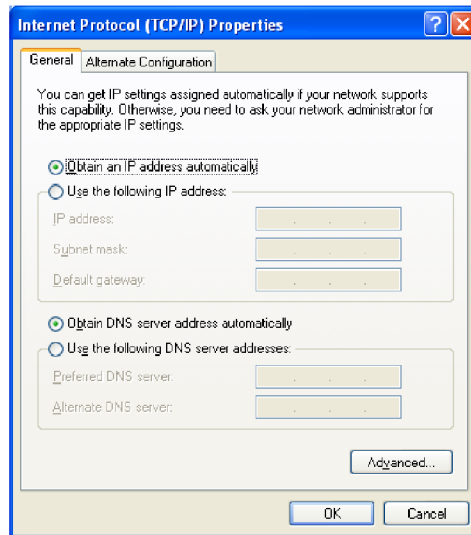 Internet Protocol (TCP/IP) Properties
General
Alternate Configuration
You can get IP settings assigned automatically if your network supports
this capability. Otherwise, you need to ask your network administrator for
the appropriate IP settings.
Obtain an IP address automatically
Use the following IP address:
IP address:
Subnet mask:
Default gateway:
Obtain DNS server address automatically
Use the following DNS server addresses:
Preferred DNS server:
Alternate DNS server:
Advanced...
OK
Cancel